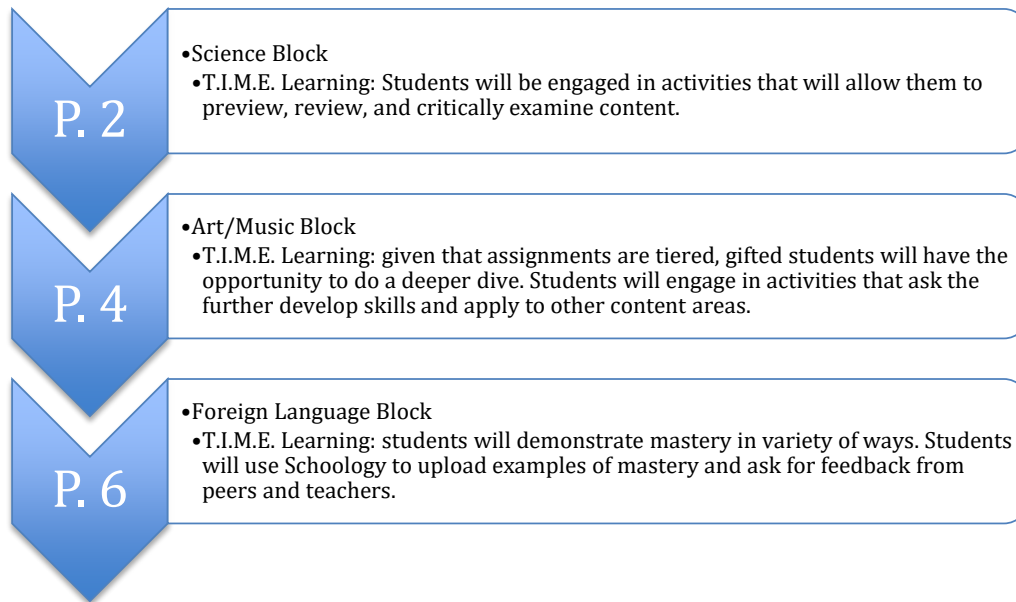 P. 2
•Science Block
•T.I.M.E. Learning: Students will be engaged in activities that will allow them to
preview, review, and critically examine content.
P. 4
•Art/Music Block
•T.I.M.E. Learning: given that assignments are tiered, gifted students will have the
opportunity to do a deeper dive. Students will engage in activities that ask the
further develop skills and apply to other content areas.
P. 6
•Foreign Language Block
•T.I.M.E. Learning: students will demonstrate mastery in variety of ways. Students
will use Schoology to upload examples of mastery and ask for feedback from
peers and teachers.